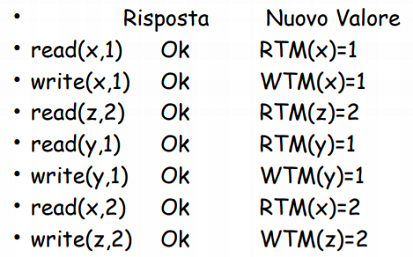 • Risposta Nuovo Valore
• read(x,1) Ok RTM(x)=1
• write(x,1) Ok WTM(x)=1
• read(z,2) Ok RTM(z)=2
• read(y,1) Ok RTM(y)=1
• write(y,1) Ok WTM(y)=1
• read(x,2) Ok RTM(x)=2
• write(z,2) Ok WTM(z)=2